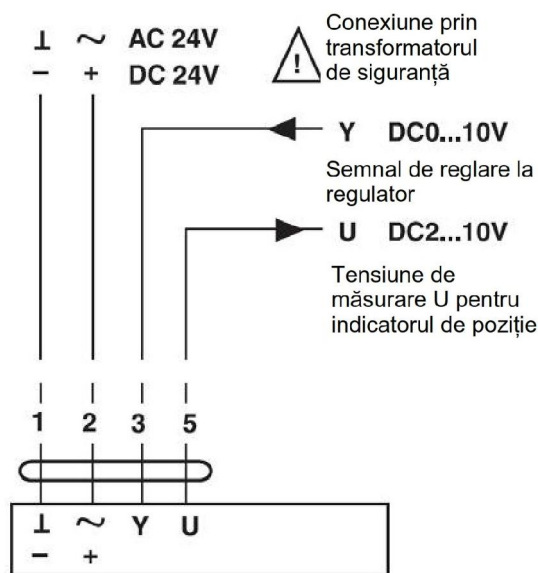 ⊥ ~ AC 24V
– + DC 24V
Conexiune prin
transformatorul
de siguranță
!
Y DC0...10V
Semnal de reglare la
regulator
U DC2...10V
Tensiune de
măsurare U pentru
indicatorul de poziție
1 2 3 5
⊥ ~ Y U
– +